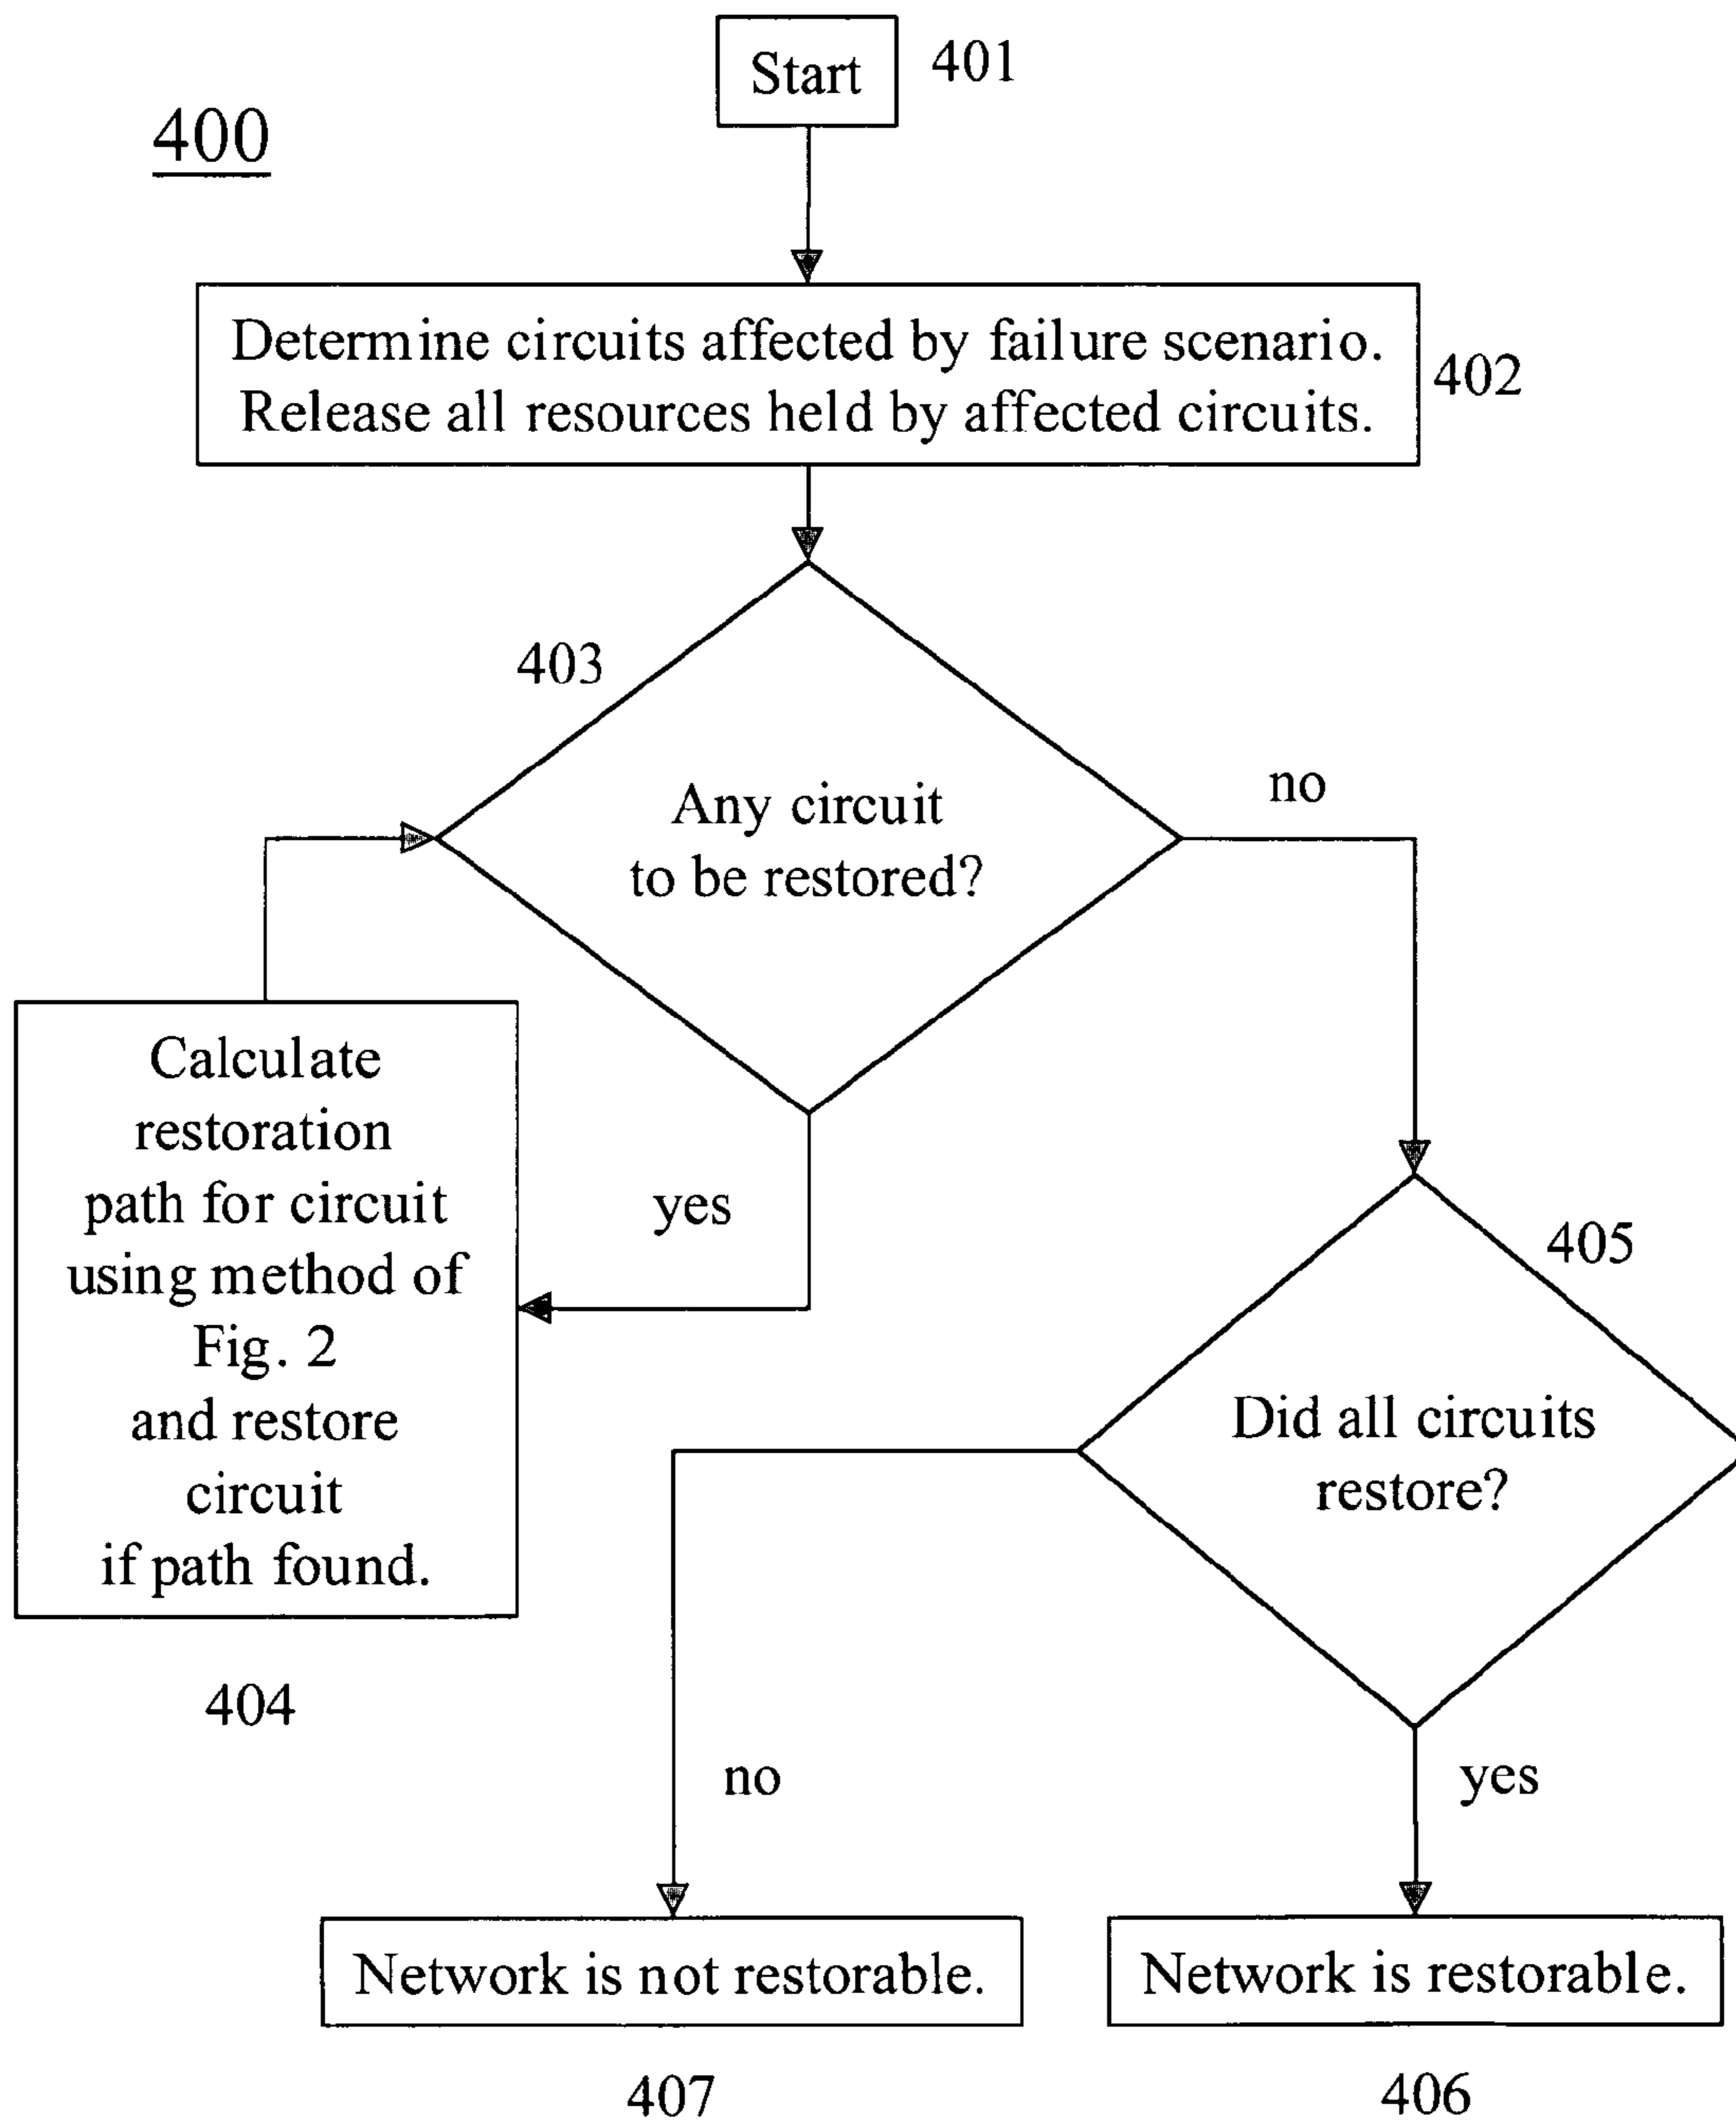 Start
401
400
Determine circuits affected by failure scenario.
Release all resources held by affected circuits.
402
403
Any circuit
to be restored?
no
Calculate
restoration
path for circuit
using method of
Fig. 2
and restore
circuit
if path found.
yes
404
405
Did all circuits
restore?
no
yes
Network is not restorable.
Network is restorable.
407
406